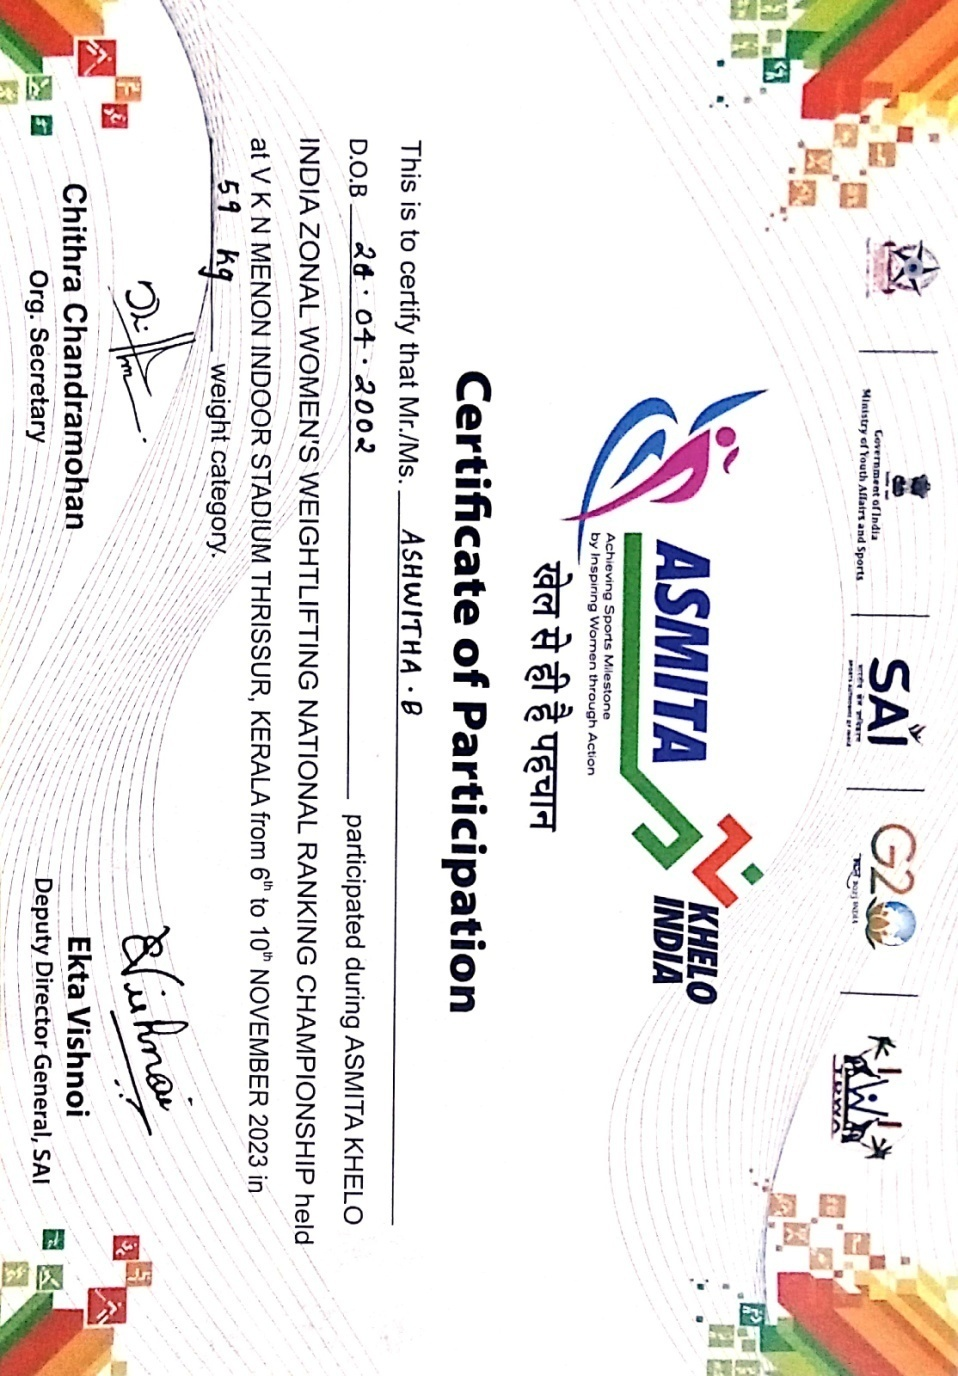 Government of India
Ministry of Youth Affairs and Sports
SAI
G20
ASMITA
Achieving Sports Milestone
by Inspiring Women through Action
KHELO
INDIA
खेल से ही है पहचान
Certificate of Participation
This is to certify that Mr./Ms. ASHWITHA . B
D.O.B 04 . 2002 participated during ASMITA KHELO
INDIA ZONAL WOMEN'S WEIGHTLIFTING NATIONAL RANKING CHAMPIONSHIP held
at V K N MENON INDOOR STADIUM THRISSUR, KERALA from 6th to 10th NOVEMBER 2023 in
59 kg weight category.
Chithra Chandramohan
Org. Secretary
Ekta Vishnoi
Deputy Director General, SAI